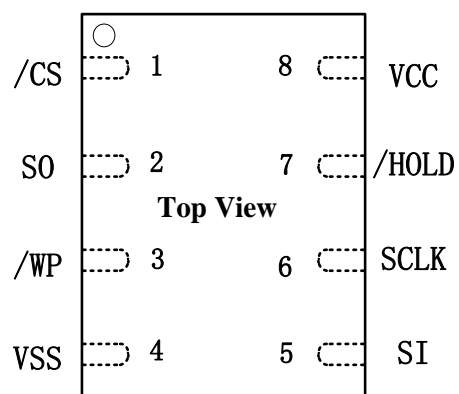 /CS 1 8 VCC
SO 2 7 /HOLD
Top View
/WP 3 6 SCLK
VSS 4 5 SI